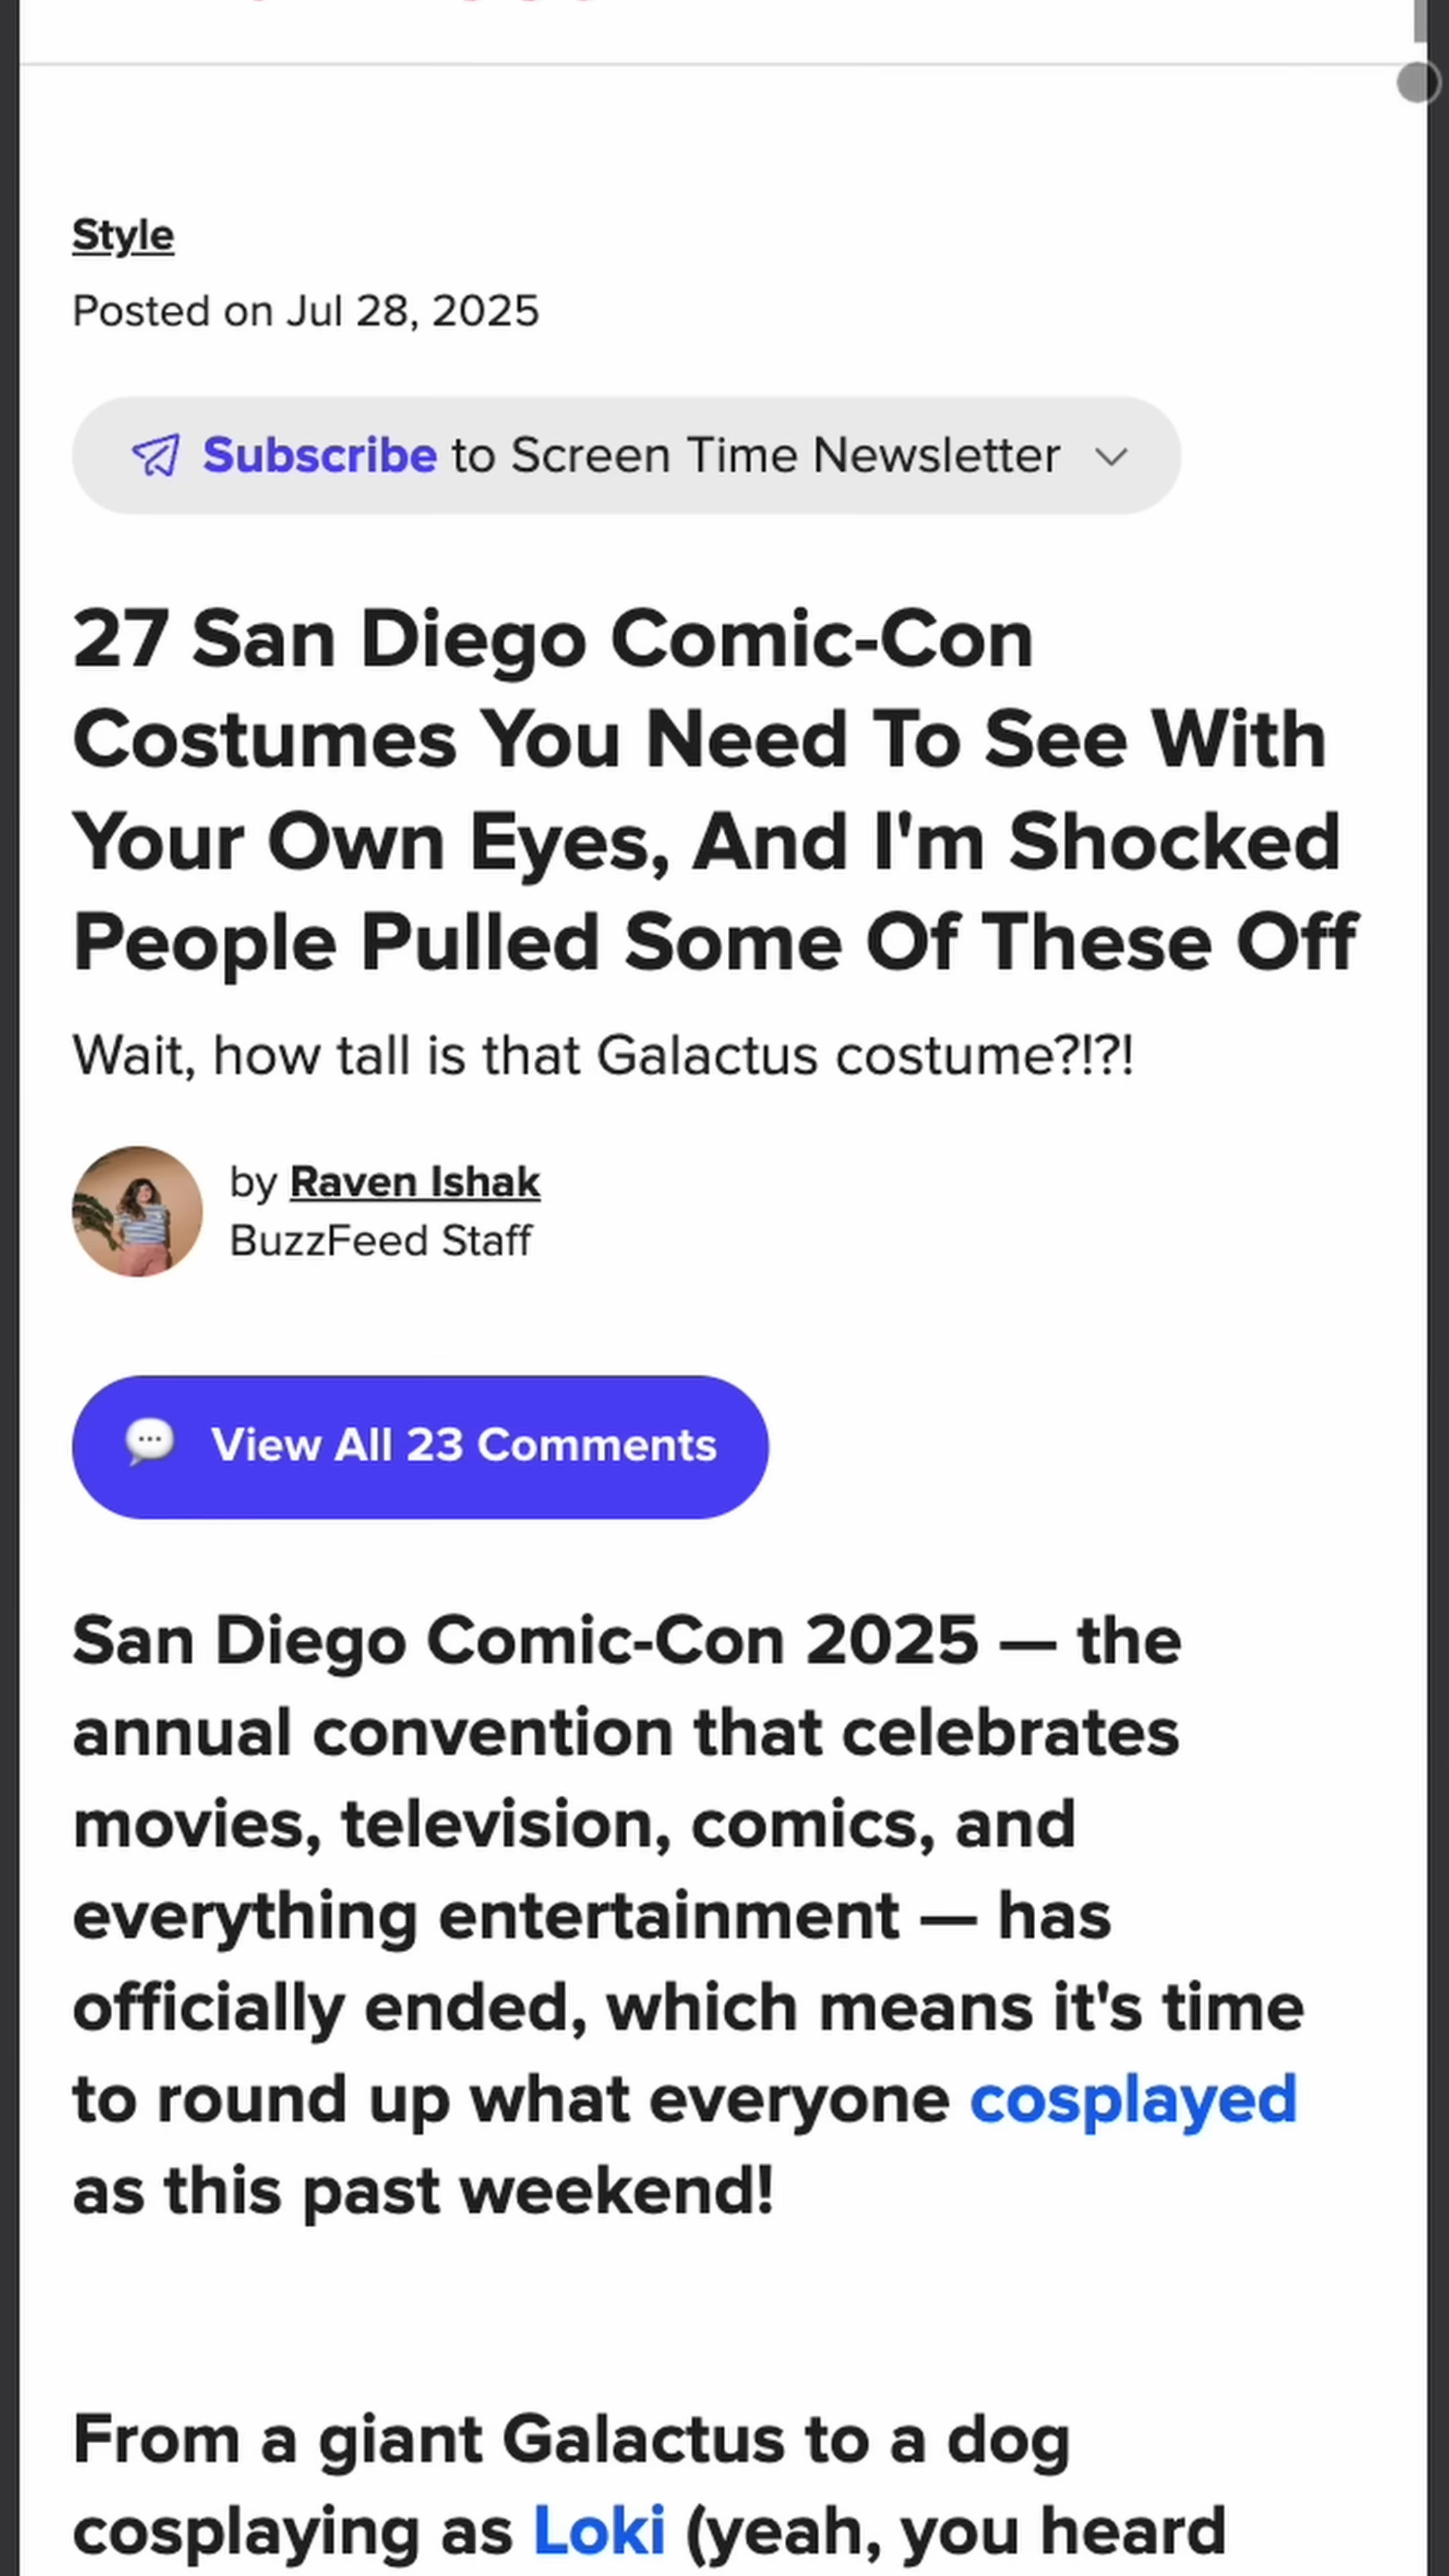 Style
Posted on Jul 28, 2025
Subscribe to Screen Time Newsletter
27 San Diego Comic-Con
Costumes You Need To See With
Your Own Eyes, And I'm Shocked
People Pulled Some Of These Off
Wait, how tall is that Galactus costume?!?!
by Raven Ishak
BuzzFeed Staff
View All 23 Comments
San Diego Comic-Con 2025 — the
annual convention that celebrates
movies, television, comics, and
everything entertainment — has
officially ended, which means it's time
to round up what everyone cosplayed
as this past weekend!
From a giant Galactus to a dog
cosplaying as Loki (yeah, you heard